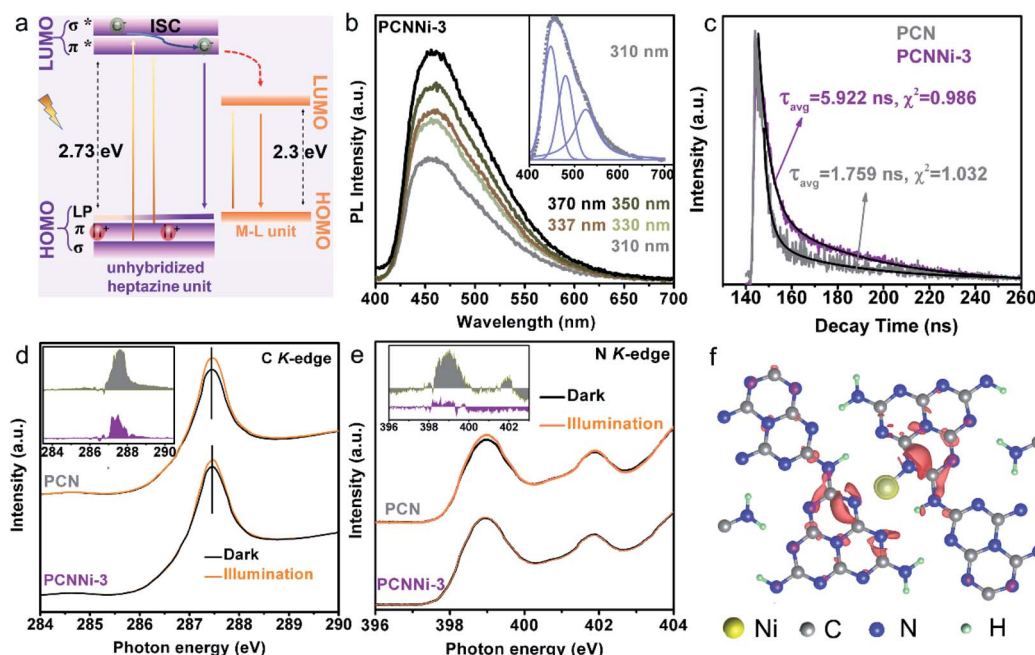 a
LUMO
σ *
π *
e-
ISC
e-
2.73 eV
LUMO
2.3 eV
HOMO
LP
π
σ
h+
h+
HOMO
M-L unit
unhybridized
heptazine unit
b
PCNNi-3
PL Intensity (a.u.)
310 nm
400 500 600 700
370 nm 350 nm
337 nm 330 nm
310 nm
400 450 500 550 600 650 700
Wavelength (nm)
c
PCN
PCNNi-3
Intensity (a.u.)
τavg=5.922 ns, χ2=0.986
τavg=1.759 ns, χ2=1.032
140 160 180 200 220 240 260
Decay Time (ns)
d
C K-edge
Intensity (a.u.)
284 286 288 290
PCN
Dark
Illumination
PCNNi-3
284 285 286 287 288 289 290
Photon energy (eV)
e
N K-edge
Intensity (a.u.)
396 398 400 402
Dark
Illumination
PCN
PCNNi-3
396 398 400 402 404
Photon energy (eV)
f
Ni C N H